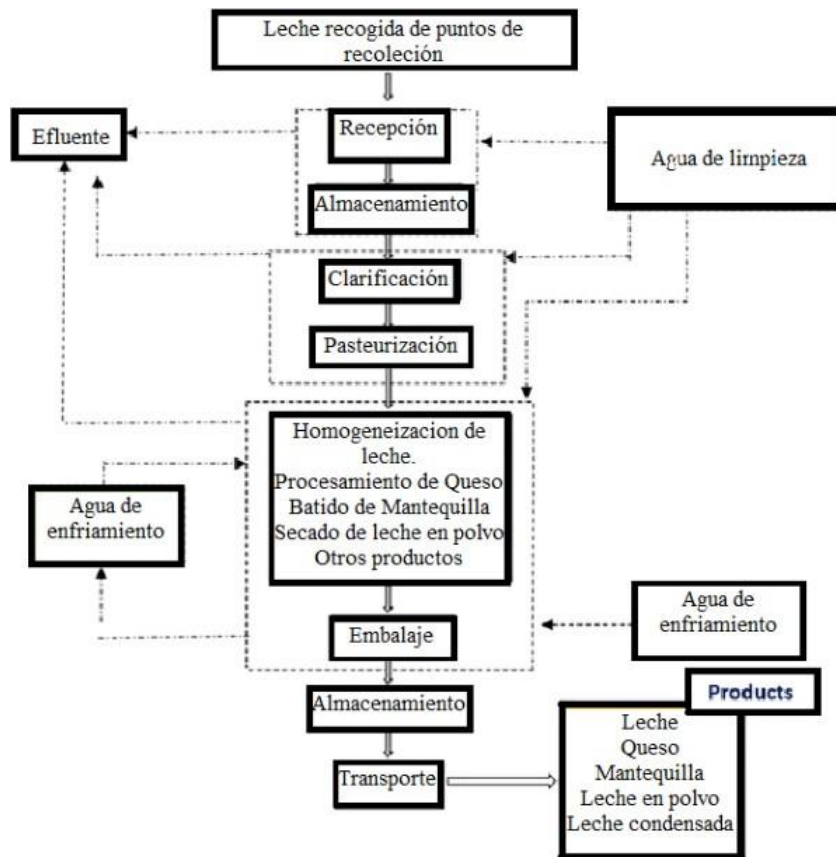 Leche recogida de puntos de
recoleción
Efluente
Recepción
Agua de limpieza
Almacenamiento
Clarificación
Pasteurización
Homogeneizacion de
leche.
Procesamiento de Queso
Batido de Mantequilla
Secado de leche en polvo
Otros productos
Agua de
enfriamiento
Embalaje
Agua de
enfriamiento
Almacenamiento
Products
Transporte
Leche
Queso
Mantequilla
Leche en polvo
Leche condensada